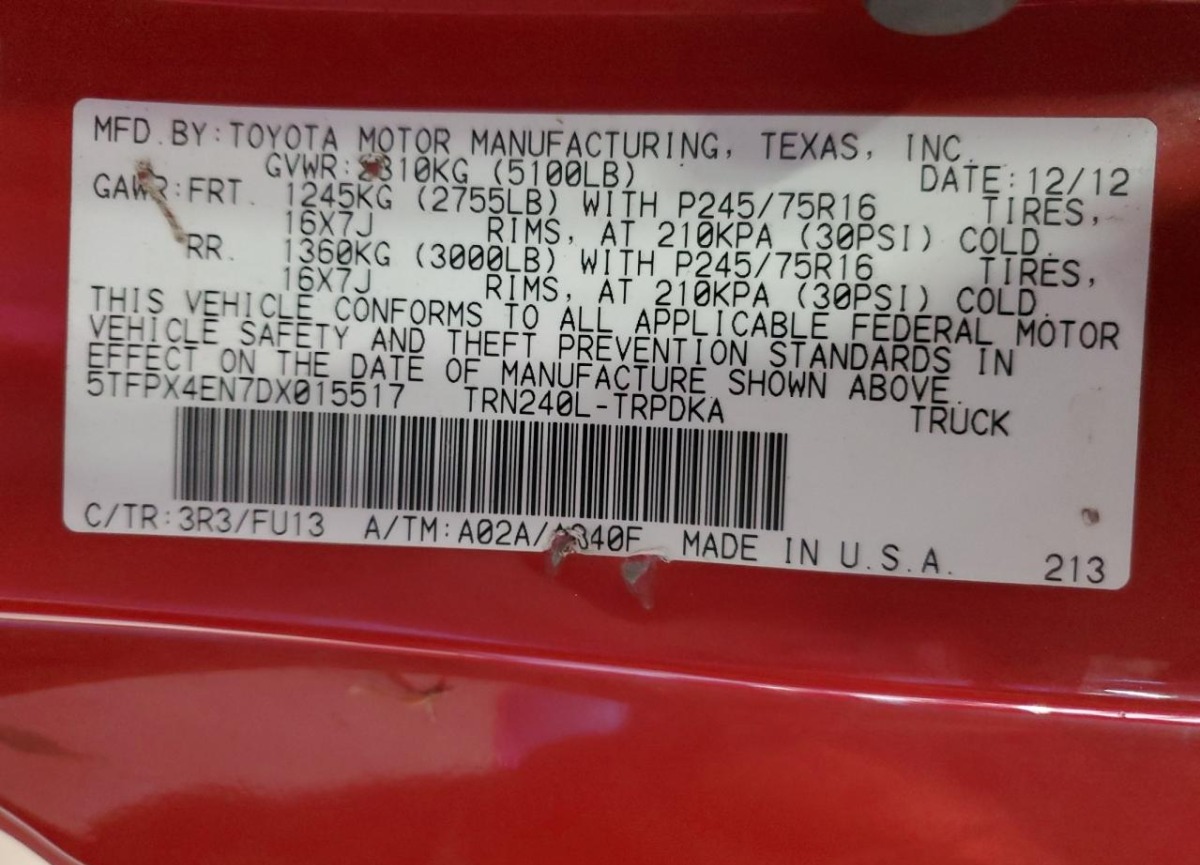 MFD. BY: TOYOTA MOTOR MANUFACTURING, TEXAS, INC.
GVWR: 2310KG (5100LB) DATE: 12/12
GAWR: FRT. 1245KG (2755LB) WITH P245/75R16 TIRES,
16X7J RIMS, AT 210KPA (30PSI) COLD.
RR. 1360KG (3000LB) WITH P245/75R16 TIRES,
16X7J RIMS, AT 210KPA (30PSI) COLD.
THIS VEHICLE CONFORMS TO ALL APPLICABLE FEDERAL MOTOR
VEHICLE SAFETY AND THEFT PREVENTION STANDARDS IN
EFFECT ON THE DATE OF MANUFACTURE SHOWN ABOVE.
5TFPX4EN7DX015517 TRN240L-TRPDKA TRUCK
C/TR: 3R3/FU13 A/TM: A02A/A340F MADE IN U.S.A.
213